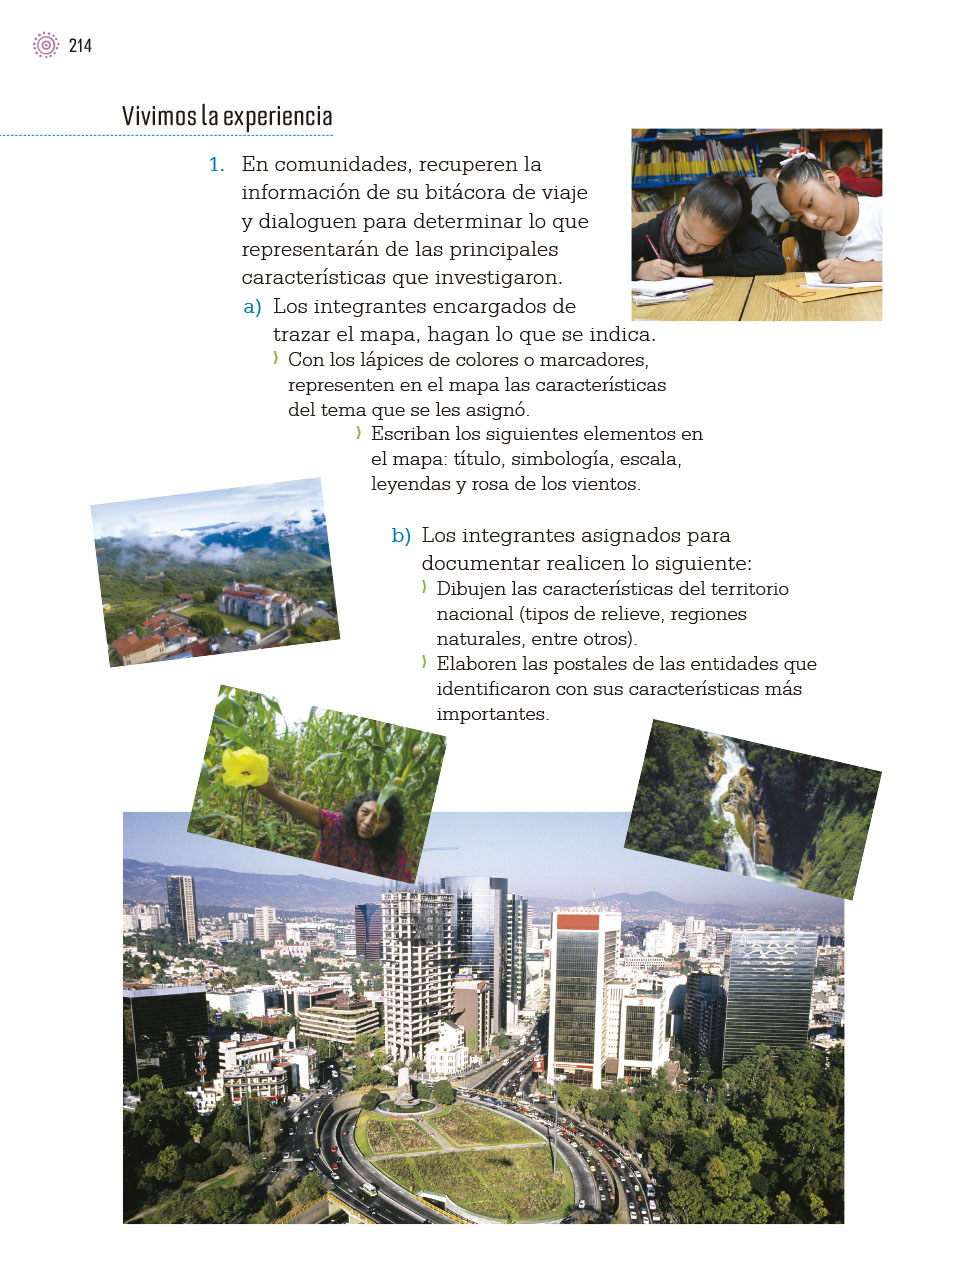 214
Vivimos la experiencia
1. En comunidades, recuperen la
información de su bitácora de viaje
y dialoguen para determinar lo que
representarán de las principales
características que investigaron.
a) Los integrantes encargados de
trazar el mapa, hagan lo que se indica.
⟩ Con los lápices de colores o marcadores,
representen en el mapa las características
del tema que se les asignó.
⟩ Escriban los siguientes elementos en
el mapa: título, simbología, escala,
leyendas y rosa de los vientos.
b) Los integrantes asignados para
documentar realicen lo siguiente:
⟩ Dibujen las características del territorio
nacional (tipos de relieve, regiones
naturales, entre otros).
⟩ Elaboren las postales de las entidades que
identificaron con sus características más
importantes.